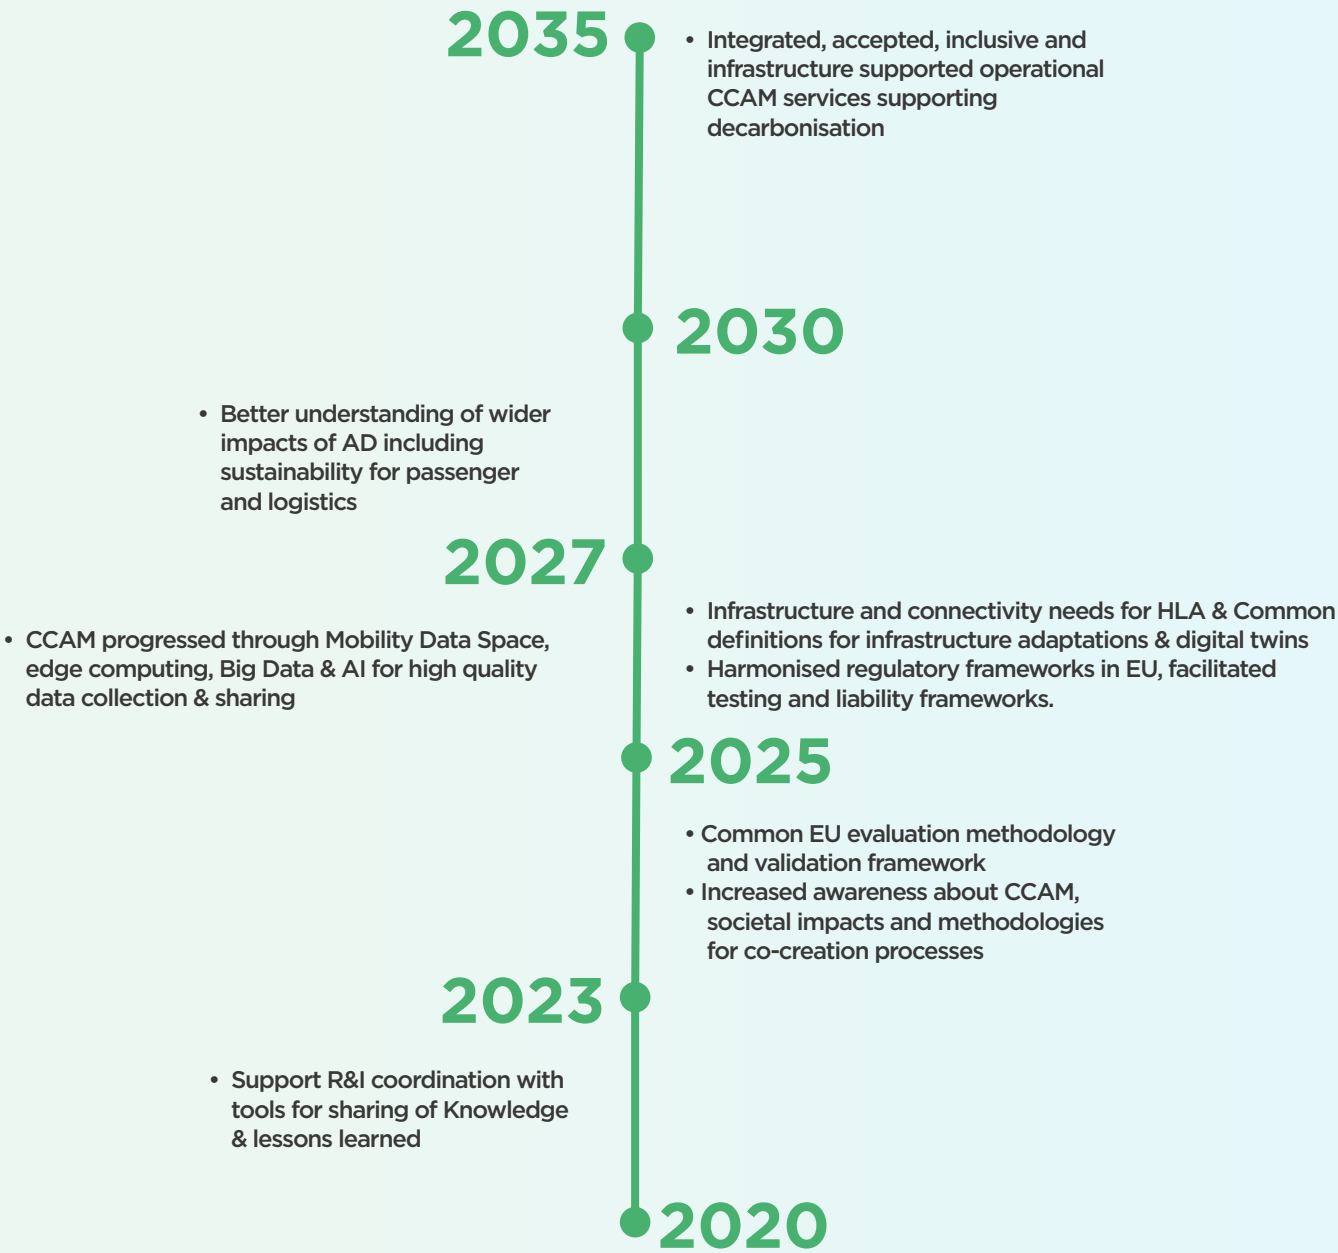 2035
• Integrated, accepted, inclusive and
infrastructure supported operational
CCAM services supporting
decarbonisation
2030
• Better understanding of wider
impacts of AD including
sustainability for passenger
and logistics
2027
• CCAM progressed through Mobility Data Space,
edge computing, Big Data & AI for high quality
data collection & sharing
• Infrastructure and connectivity needs for HLA & Common
definitions for infrastructure adaptations & digital twins
• Harmonised regulatory frameworks in EU, facilitated
testing and liability frameworks.
2025
• Common EU evaluation methodology
and validation framework
• Increased awareness about CCAM,
societal impacts and methodologies
for co-creation processes
2023
• Support R&I coordination with
tools for sharing of Knowledge
& lessons learned
2020